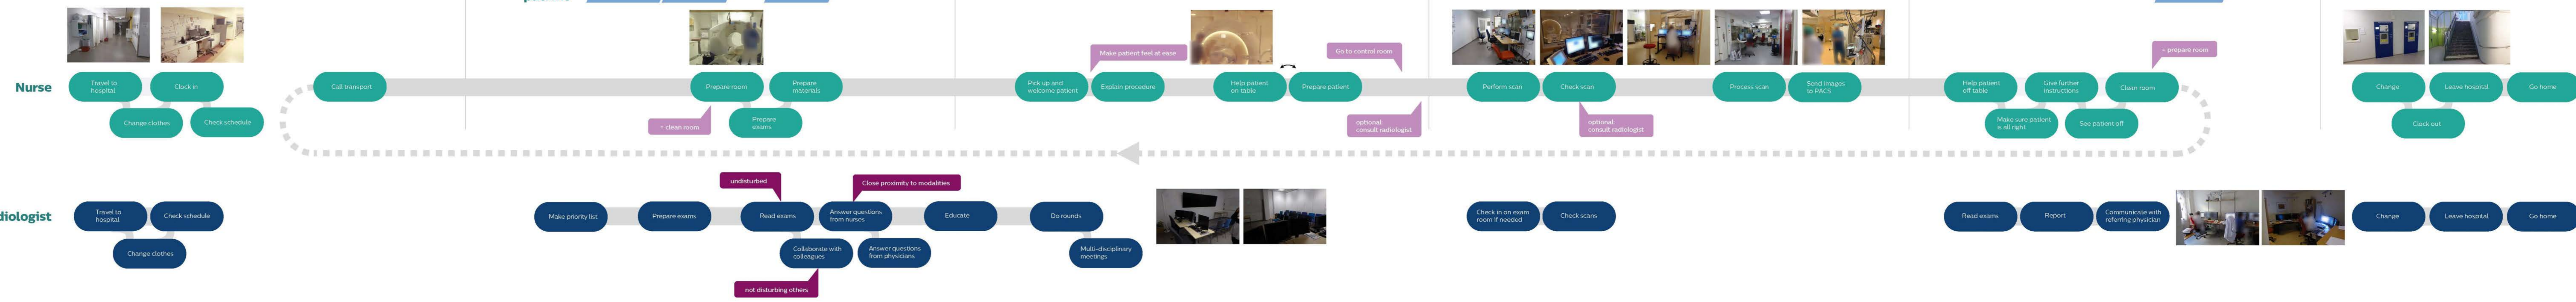 Nurse
Travel to
hospital
Clock in
Change clothes
Check schedule
Call transport
Prepare room
Prepare
materials
+ clean room
Prepare
exams
Make patient feel at ease
Pick up and
welcome patient
Explain procedure
Help patient
on table
Prepare patient
Go to control room
optional:
consult radiologist
Perform scan
Check scan
optional:
consult radiologist
Process scan
Send images
to PACS
Help patient
off table
Give further
instructions
Clean room
+ prepare room
Make sure patient
is all right
See patient off
Change
Leave hospital
Go home
Clock out
diologist
Travel to
hospital
Check schedule
Change clothes
Make priority list
Prepare exams
undisturbed
Read exams
Close proximity to modalities
Answer questions
from nurses
Educate
Do rounds
Collaborate with
colleagues
Answer questions
from physicians
Multi-disciplinary
meetings
not disturbing others
Check in on exam
room if needed
Check scans
Read exams
Report
Communicate with
referring physician
Change
Leave hospital
Go home